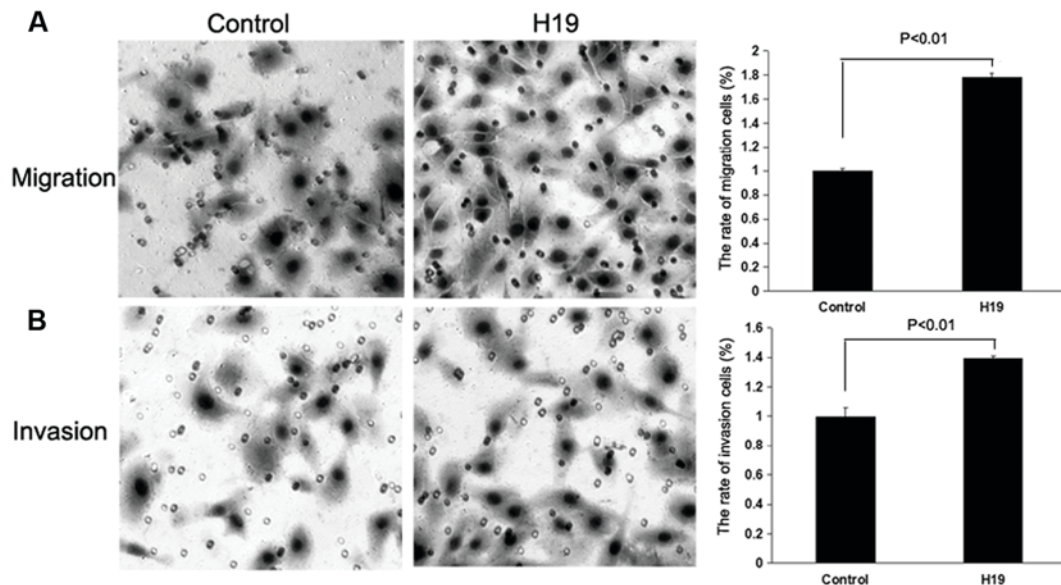 A
Control
H19
Migration
P<0.01
The rate of migration cells (%)
2
1.8
1.6
1.4
1.2
1
0.8
0.6
0.4
0.2
0
Control
H19
B
Invasion
P<0.01
The rate of invasion cells (%)
1.6
1.4
1.2
1
0.8
0.6
0.4
0.2
0
Control
H19